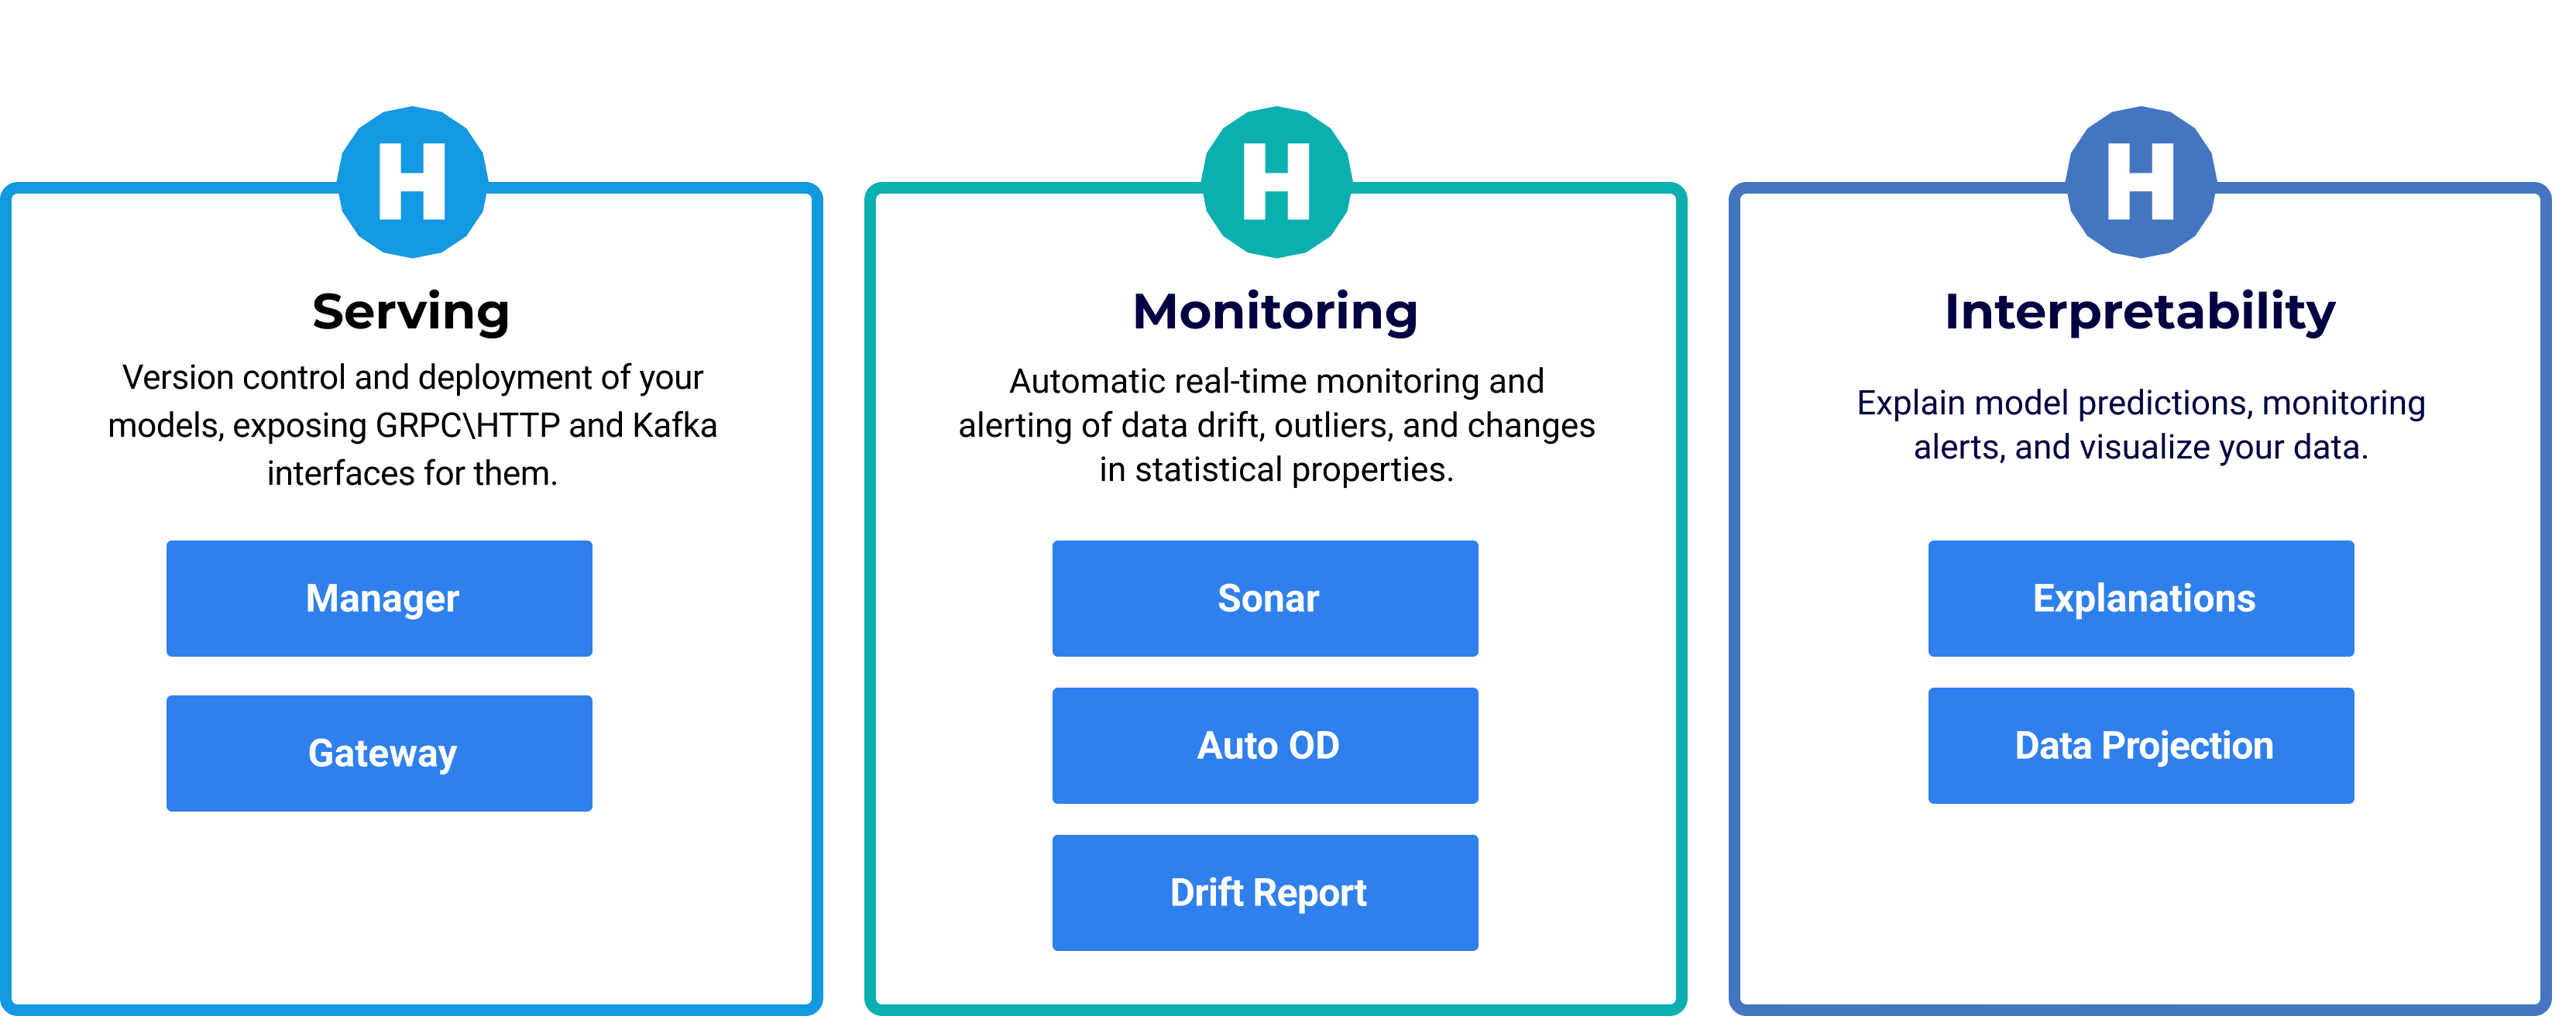 H
Serving
Version control and deployment of your
models, exposing GRPC\HTTP and Kafka
interfaces for them.
Manager
Gateway
H
Monitoring
Automatic real-time monitoring and
alerting of data drift, outliers, and changes
in statistical properties.
Sonar
Auto OD
Drift Report
H
Interpretability
Explain model predictions, monitoring
alerts, and visualize your data.
Explanations
Data Projection